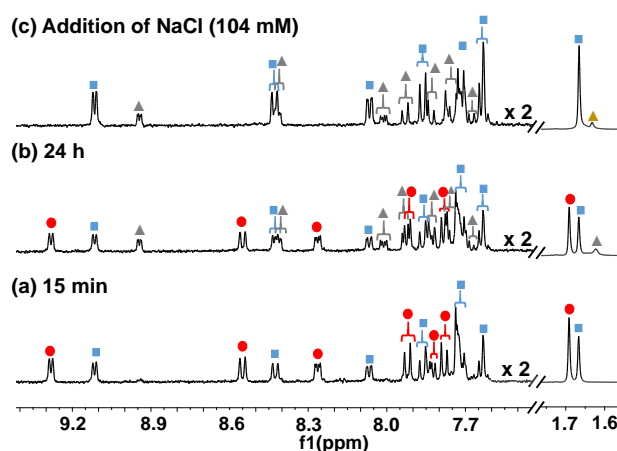 (c) Addition of NaCl (104 mM)
x 2
(b) 24 h
x 2
(a) 15 min
x 2
9.2 8.9 8.6 8.3 8.0 7.7 1.7 1.6
f1(ppm)